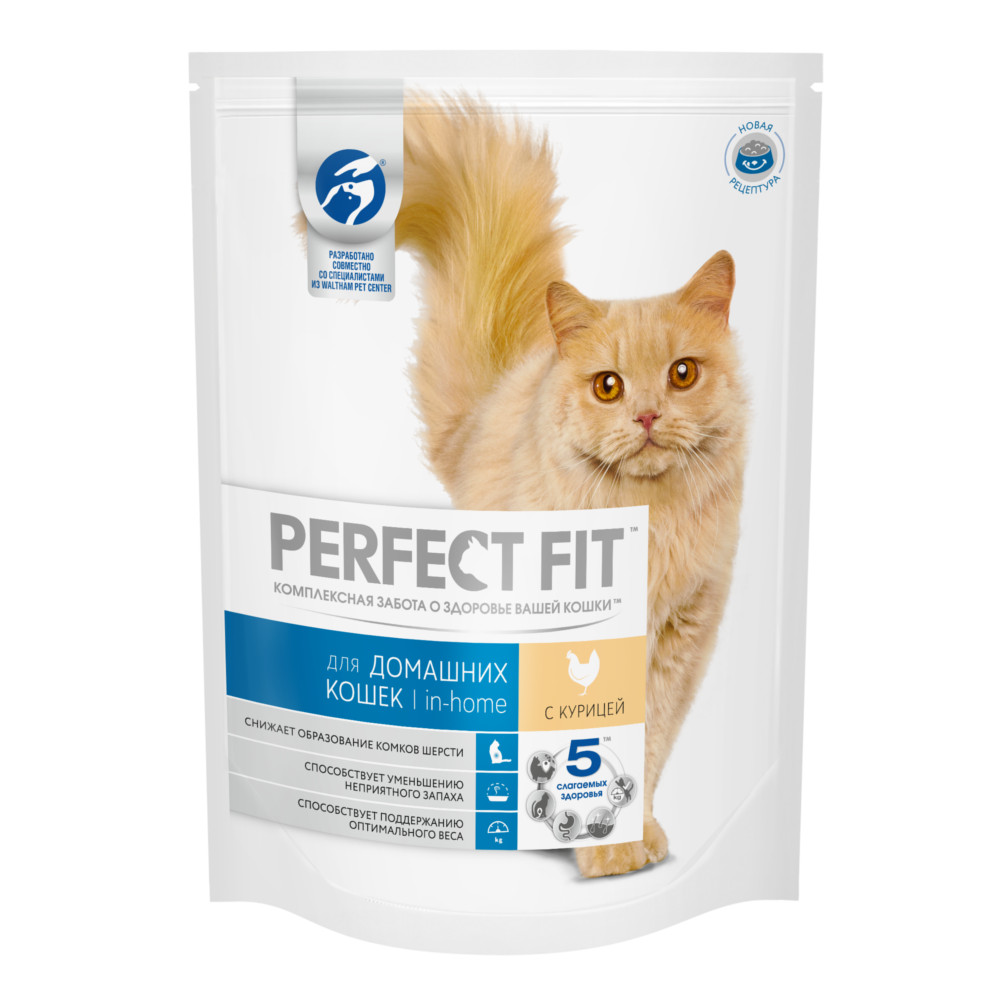 РАЗРАБОТАНО
СОВМЕСТНО
СО СПЕЦИАЛИСТАМИ
ИЗ WALTHAM PET CENTER
®
НОВАЯ
РЕЦЕПТУРА
PERFECT FIT™
КОМПЛЕКСНАЯ ЗАБОТА О ЗДОРОВЬЕ ВАШЕЙ КОШКИ™
для ДОМАШНИХ
КОШЕК | in-home
С КУРИЦЕЙ
СНИЖАЕТ ОБРАЗОВАНИЕ КОМКОВ ШЕРСТИ
СПОСОБСТВУЕТ УМЕНЬШЕНИЮ
НЕПРИЯТНОГО ЗАПАХА
СПОСОБСТВУЕТ ПОДДЕРЖАНИЮ
ОПТИМАЛЬНОГО ВЕСА
kg
5™
слагаемых
здоровья